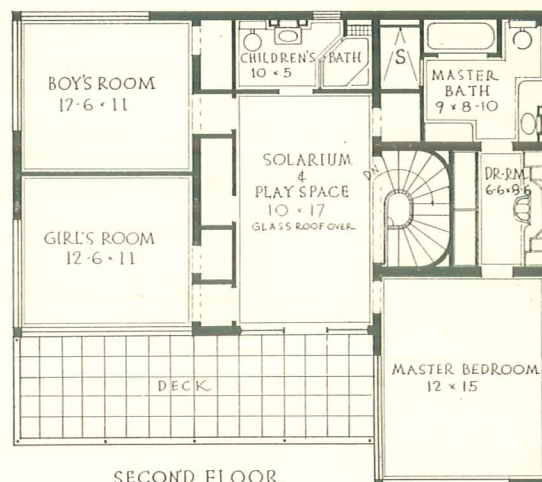 BOY'S ROOM
12-6 × 11
CHILDREN'S BATH
10 × 5
S
MASTER
BATH
9 × 8-10
SOLARIUM
&
PLAY SPACE
10 × 17
GLASS ROOF OVER
DN
DR-RM
6-6×8-6
GIRL'S ROOM
12-6 × 11
DECK
MASTER BEDROOM
12 × 15
SECOND FLOOR